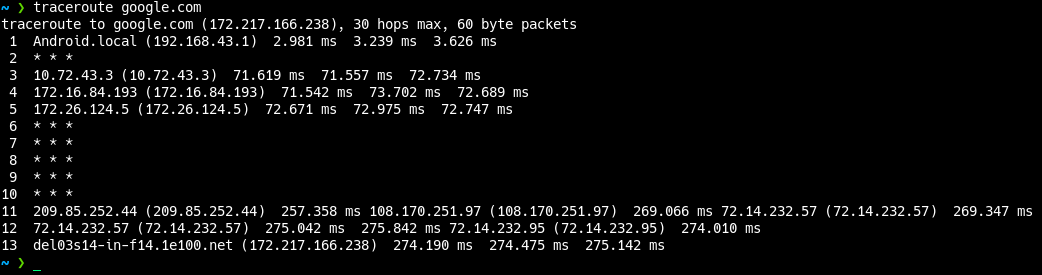 ~ ❯ traceroute google.com
traceroute to google.com (172.217.166.238), 30 hops max, 60 byte packets
 1  Android.local (192.168.43.1)  2.981 ms  3.239 ms  3.626 ms
 2  * * *
 3  10.72.43.3 (10.72.43.3)  71.619 ms  71.557 ms  72.734 ms
 4  172.16.84.193 (172.16.84.193)  71.542 ms  73.702 ms  72.689 ms
 5  172.26.124.5 (172.26.124.5)  72.671 ms  72.975 ms  72.747 ms
 6  * * *
 7  * * *
 8  * * *
 9  * * *
10  * * *
11  209.85.252.44 (209.85.252.44)  257.358 ms 108.170.251.97 (108.170.251.97)  269.066 ms 72.14.232.57 (72.14.232.57)  269.347 ms
12  72.14.232.57 (72.14.232.57)  275.042 ms  275.842 ms 72.14.232.95 (72.14.232.95)  274.010 ms
13  del03s14-in-f14.1e100.net (172.217.166.238)  274.190 ms  274.475 ms  275.142 ms
~ ❯ _